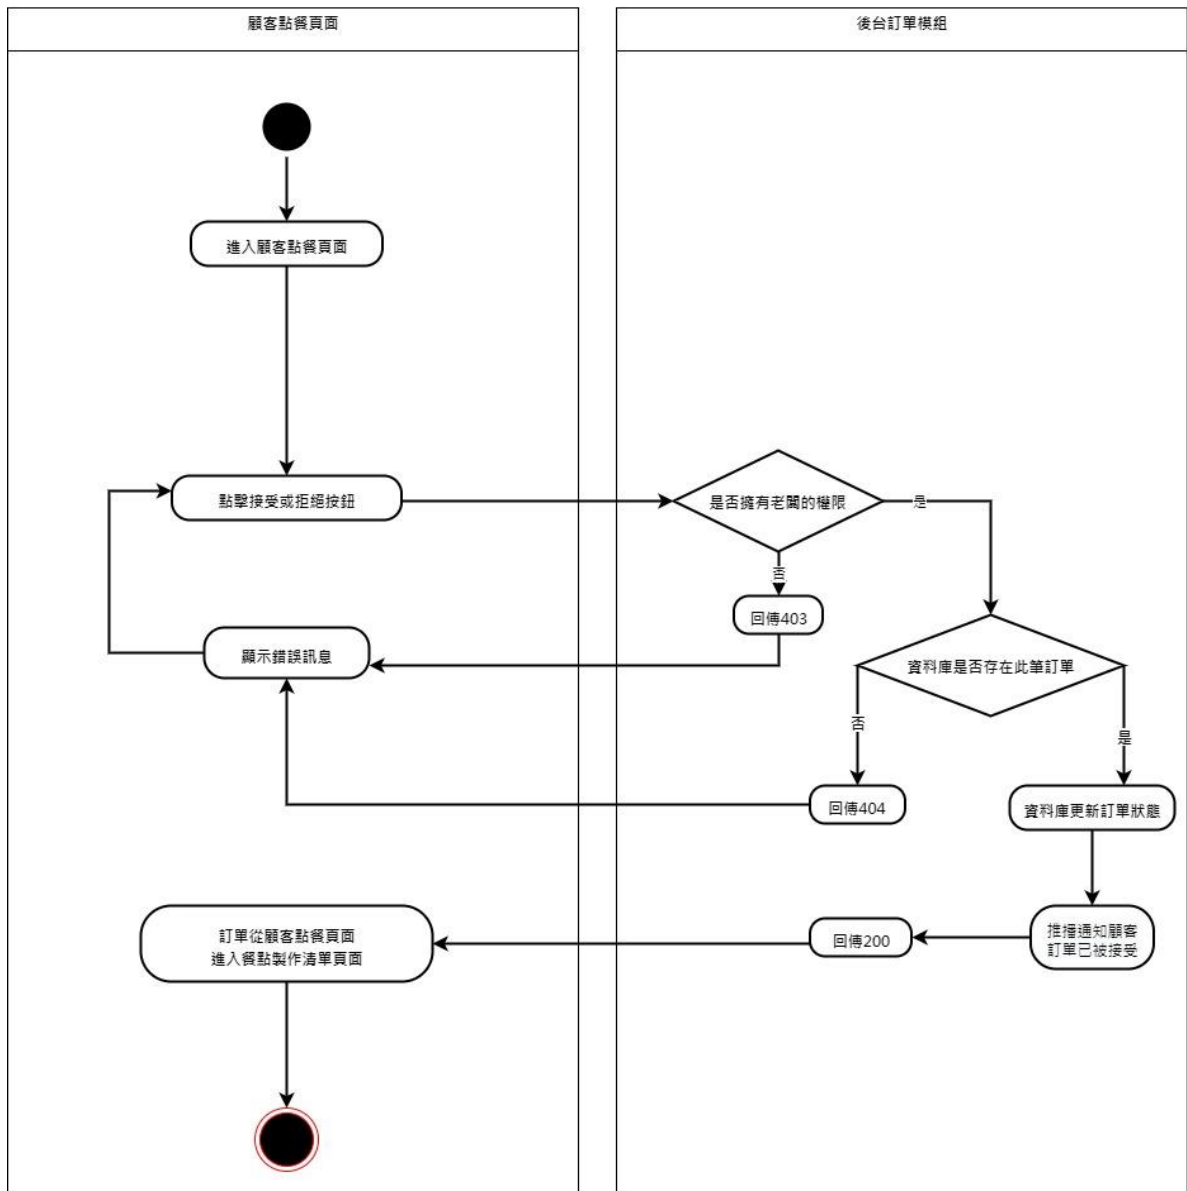 顧客點餐頁面
後台訂單模組
進入顧客點餐頁面
點擊接受或拒絕按鈕
是否擁有老闆的權限
是
否
回傳403
顯示錯誤訊息
資料庫是否存在此筆訂單
否
是
回傳404
資料庫更新訂單狀態
訂單從顧客點餐頁面
進入餐點製作清單頁面
回傳200
推播通知顧客
訂單已被接受